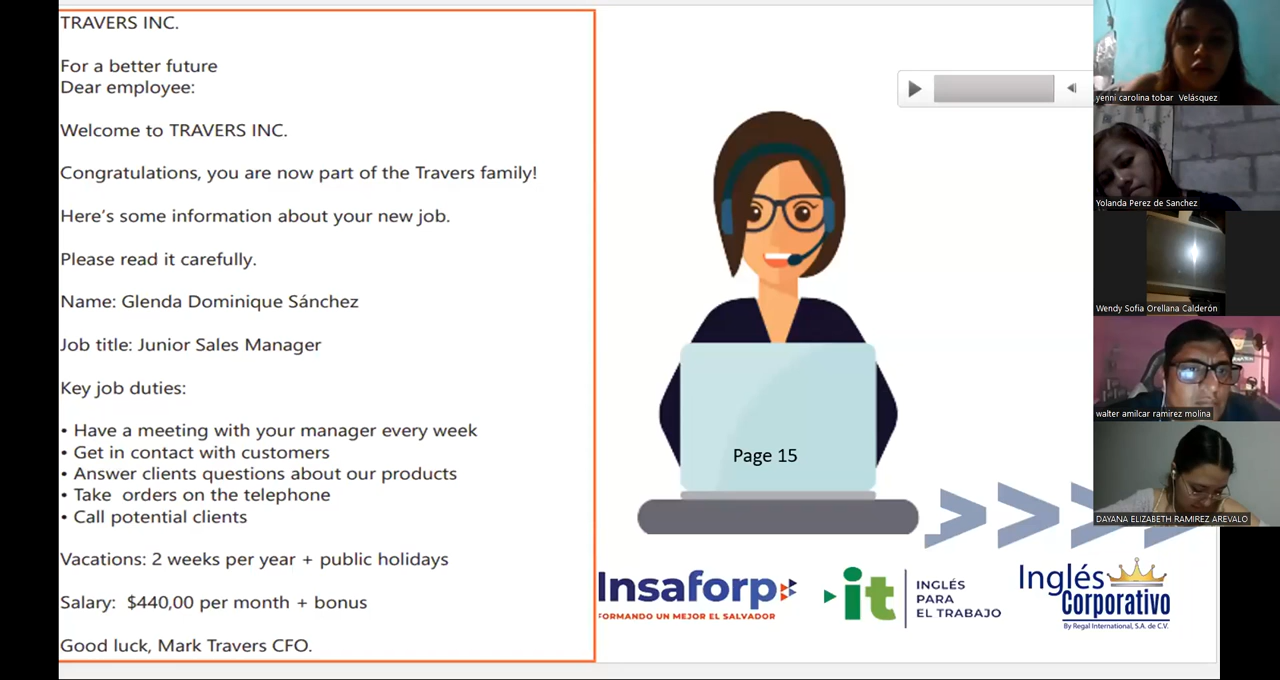 TRAVERS INC.
For a better future
Dear employee:
Welcome to TRAVERS INC.
Congratulations, you are now part of the Travers family!
Here's some information about your new job.
Please read it carefully.
Name: Glenda Dominique Sánchez
Job title: Junior Sales Manager
Key job duties:
• Have a meeting with your manager every week
• Get in contact with customers
• Answer clients questions about our products
• Take  orders on the telephone
• Call potential clients
Vacations: 2 weeks per year + public holidays
Salary:  $440,00 per month + bonus
Good luck, Mark Travers CFO.
Page 15
Insaforp
FORMANDO UN MEJOR EL SALVADOR
it
INGLÉS
PARA
EL TRABAJO
Inglés
Corporativo
By Regal International, S.A. de C.V.
yenni carolina tobar Velásquez
Yolanda Perez de Sanchez
Wendy Sofia Orellana Calderón
walter amilcar ramirez molina
DAYANA ELIZABETH RAMIREZ AREVALO